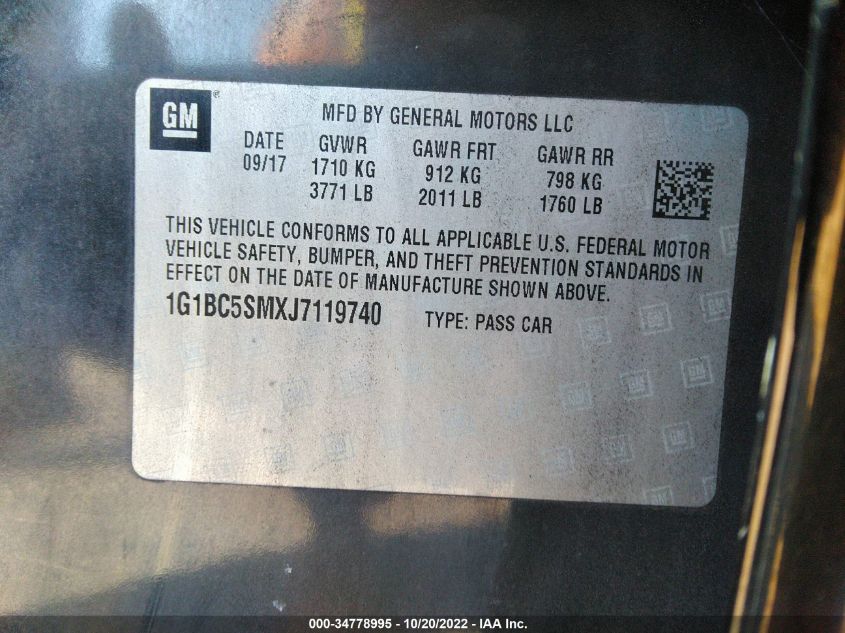 GM®
MFD BY GENERAL MOTORS LLC
DATE GVWR GAWR FRT GAWR RR
09/17 1710 KG 912 KG 798 KG
3771 LB 2011 LB 1760 LB
THIS VEHICLE CONFORMS TO ALL APPLICABLE U.S. FEDERAL MOTOR
VEHICLE SAFETY, BUMPER, AND THEFT PREVENTION STANDARDS IN
EFFECT ON THE DATE OF MANUFACTURE SHOWN ABOVE.
1G1BC5SMXJ7119740 TYPE: PASS CAR
000-34778995 - 10/20/2022 - IAA Inc.